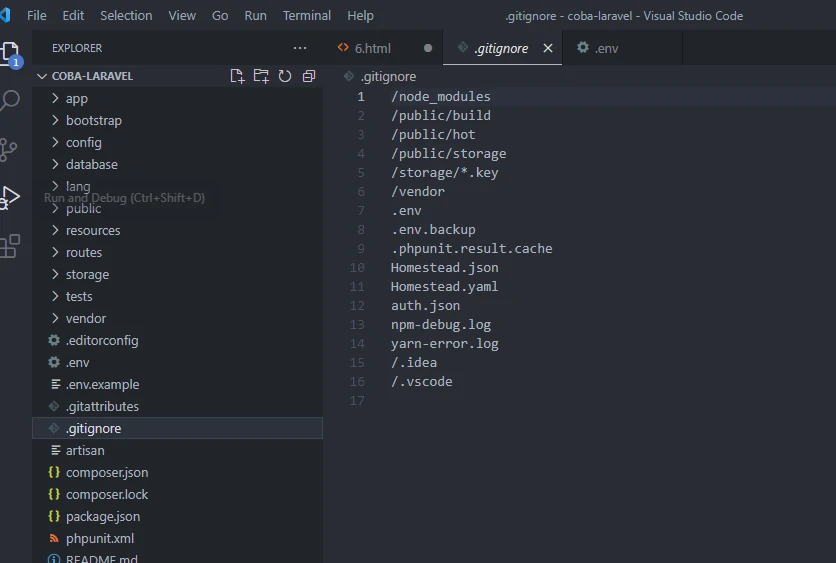 File Edit Selection View Go Run Terminal Help .gitignore - coba-laravel - Visual Studio Code
EXPLORER ···
6.html .gitignore .env
COBA-LARAVEL
.gitignore
1
app
bootstrap
config
database
lang
Run and Debug (Ctrl+Shift+D)
public
resources
routes
storage
tests
vendor
.editorconfig
.env
.env.example
.gitattributes
.gitignore
artisan
composer.json
composer.lock
package.json
phpunit.xml
README.md
1 /node_modules
2 /public/build
3 /public/hot
4 /public/storage
5 /storage/*.key
6 /vendor
7 .env
8 .env.backup
9 .phpunit.result.cache
10 Homestead.json
11 Homestead.yaml
12 auth.json
13 npm-debug.log
14 yarn-error.log
15 /.idea
16 /.vscode
17